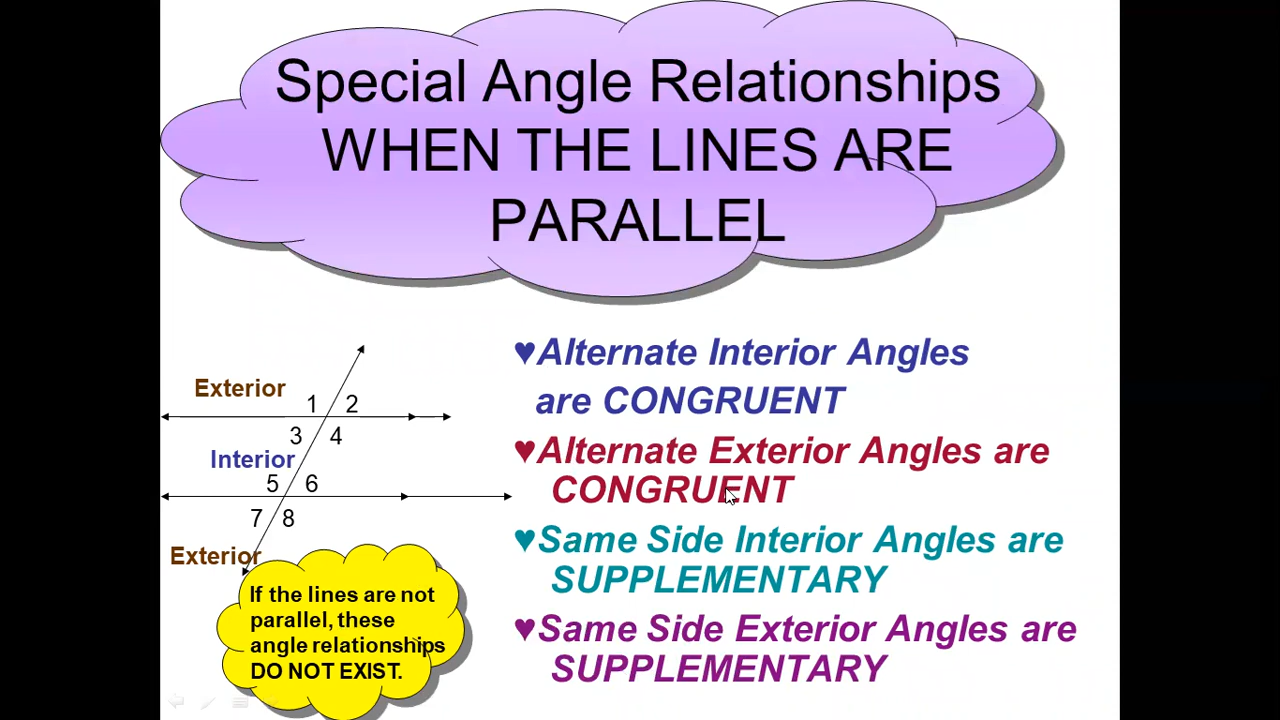 Special Angle Relationships
WHEN THE LINES ARE
PARALLEL
Exterior
1 2
3 4
Interior
5 6
7 8
Exterior
If the lines are not
parallel, these
angle relationships
DO NOT EXIST.
♥Alternate Interior Angles
are CONGRUENT
♥Alternate Exterior Angles are
CONGRUENT
♥Same Side Interior Angles are
SUPPLEMENTARY
♥Same Side Exterior Angles are
SUPPLEMENTARY